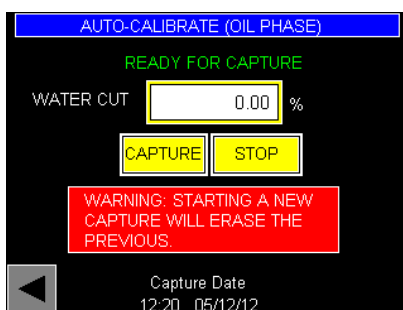 AUTO-CALIBRATE (OIL PHASE)
READY FOR CAPTURE
WATER CUT 0.00 %
CAPTURE STOP
WARNING: STARTING A NEW
CAPTURE WILL ERASE THE
PREVIOUS.
Capture Date
12:20 05/12/12